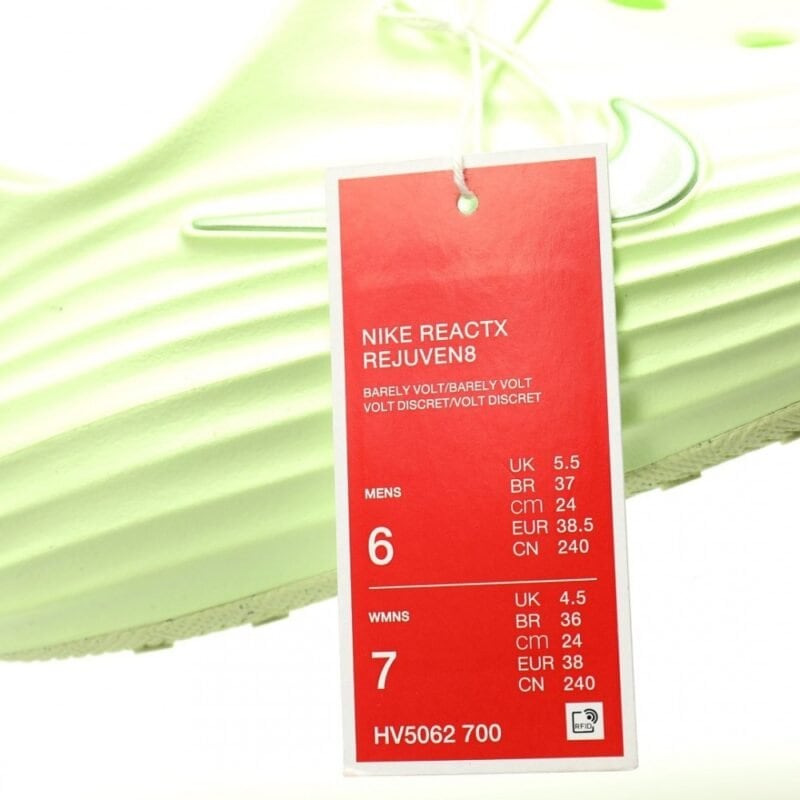 NIKE REACTX
REJUVEN8
BARELY VOLT/BARELY VOLT
VOLT DISCRET/VOLT DISCRET
MENS
6
UK 5.5
BR 37
cm 24
EUR 38.5
CN 240
WMNS
7
UK 4.5
BR 36
cm 24
EUR 38
CN 240
HV5062 700
RFID